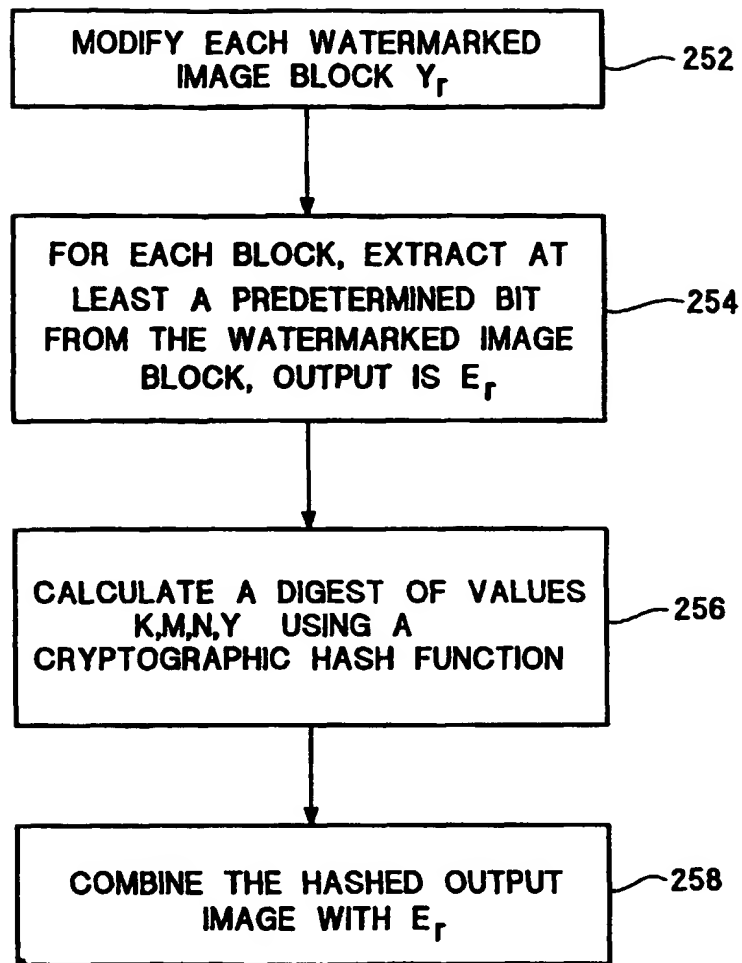 MODIFY EACH WATERMARKED
IMAGE BLOCK Yr
252
FOR EACH BLOCK, EXTRACT AT
LEAST A PREDETERMINED BIT
FROM THE WATERMARKED IMAGE
BLOCK, OUTPUT IS Er
254
CALCULATE A DIGEST OF VALUES
K,M,N,Y USING A
CRYPTOGRAPHIC HASH FUNCTION
256
COMBINE THE HASHED OUTPUT
IMAGE WITH Er
258